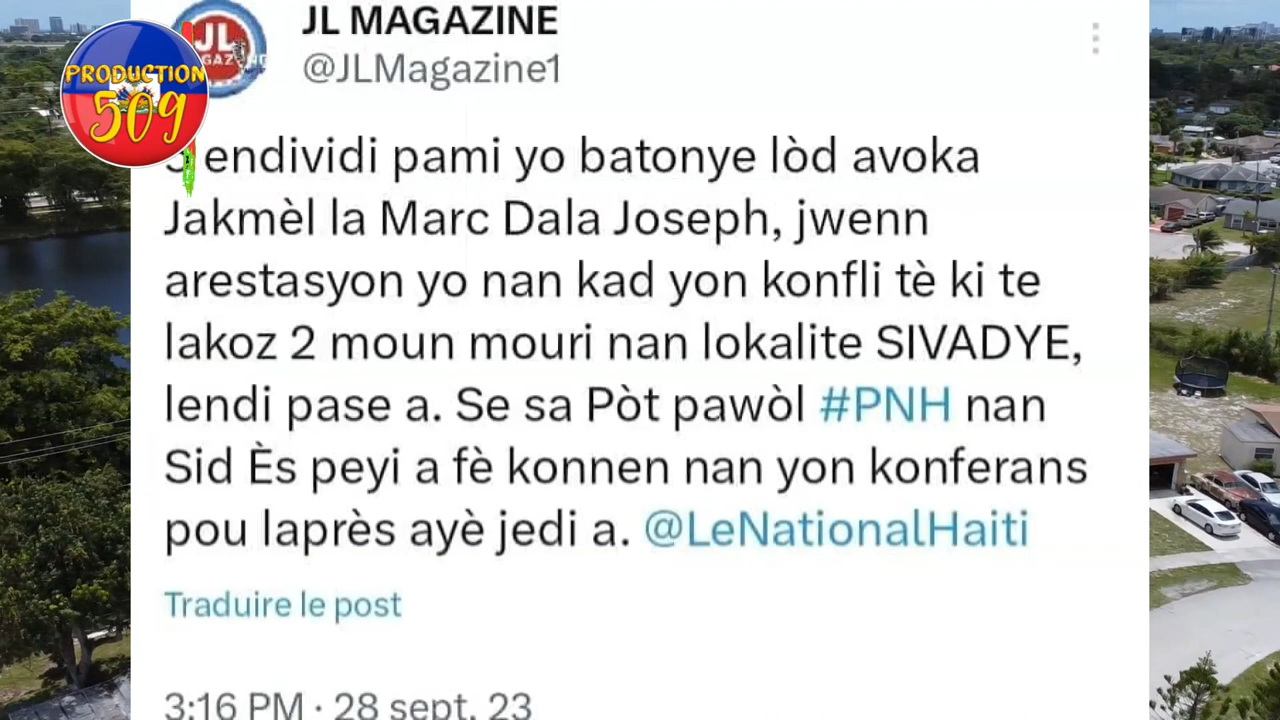 JL MAGAZINE
@JLMagazine1
PRODUCTION
509
JL
endividi pami yo batonye lòd avoka
Jakmèl la Marc Dala Joseph, jwenn
arestasyon yo nan kad yon konfli tè ki te
lakoz 2 moun mouri nan lokalite SIVADYE,
lendi pase a. Se sa Pòt pawòl #PNH nan
Sid Ès peyi a fè konnen nan yon konferans
pou laprès ayè jedi a. @LeNationalHaiti
Traduire le post
3:16 PM · 28 sept. 23